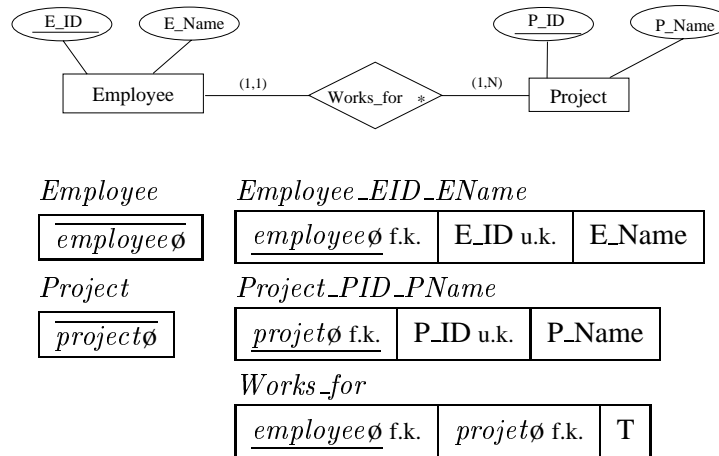 E_ID E_Name P_ID P_Name
Employee (1,1) Works_for * (1,N) Project
Employee Employee_EID_EName
employeeø employeeø f.k. E_ID u.k. E_Name
Project Project_PID_PName
projectø projetø f.k. P_ID u.k. P_Name
Works_for
employeeø f.k. projetø f.k. T